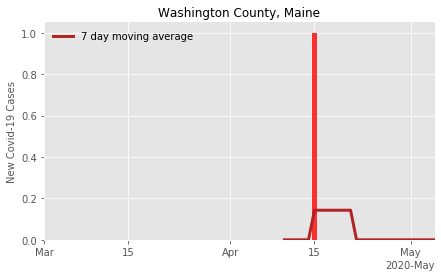 Washington County, Maine
New Covid-19 Cases
7 day moving average
1.0
0.8
0.6
0.4
0.2
0.0
Mar 15 Apr 15 May
2020-May